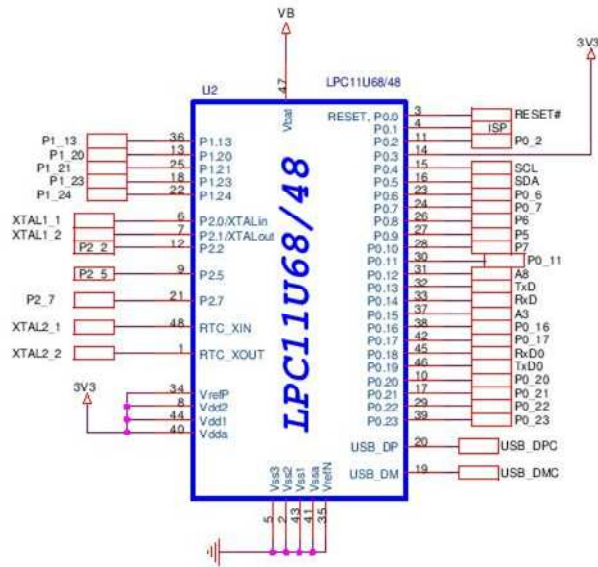 VB
3V3
U2
LPC11U68/48
47
Vbat
P1_13 36 P1.13
P1_20 13 P1.20
P1_21 25 P1.21
P1_23 18 P1.23
P1_24 22 P1.24
XTAL1_1 6 P2.0/XTALin
XTAL1_2 7 P2.1/XTALout
P2_2 12 P2.2
P2_5 9 P2.5
P2_7 21 P2.7
XTAL2_1 48 RTC_XIN
XTAL2_2 1 RTC_XOUT
3V3
34 VrefP
8 Vdd2
44 Vdd1
40 Vdda
LPC11U68/48
RESET, P0.0 3 RESET#
P0.1 4 ISP
P0.2 11 P0_2
P0.3 14
P0.4 15 SCL
P0.5 16 SDA
P0.6 23 P0_6
P0.7 24 P0_7
P0.8 26 P6
P0.9 27 P5
P0.10 28 P7
P0.11 30 P0_11
P0.12 31 A8
P0.13 32 TxD
P0.14 33 RxD
P0.15 37 A3
P0.16 38 P0_16
P0.17 42 P0_17
P0.18 45 RxD0
P0.19 46 TxD0
P0.20 10 P0_20
P0.21 17 P0_21
P0.22 29 P0_22
P0.23 39 P0_23
USB_DP 20 USB_DPC
USB_DM 19 USB_DMC
Vss3 Vss2 Vss1 Vssa VrefN
5 2 43 41 35